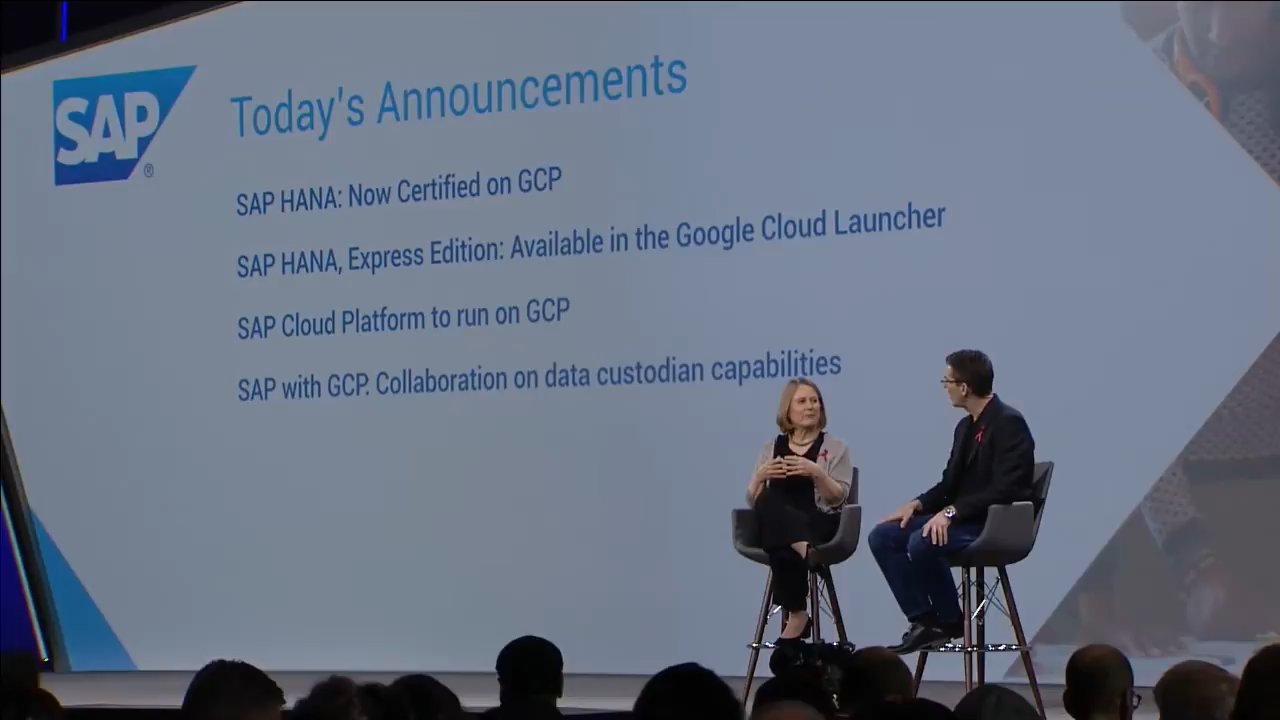 SAP
®
Today's Announcements
SAP HANA: Now Certified on GCP
SAP HANA, Express Edition: Available in the Google Cloud Launcher
SAP Cloud Platform to run on GCP
SAP with GCP: Collaboration on data custodian capabilities